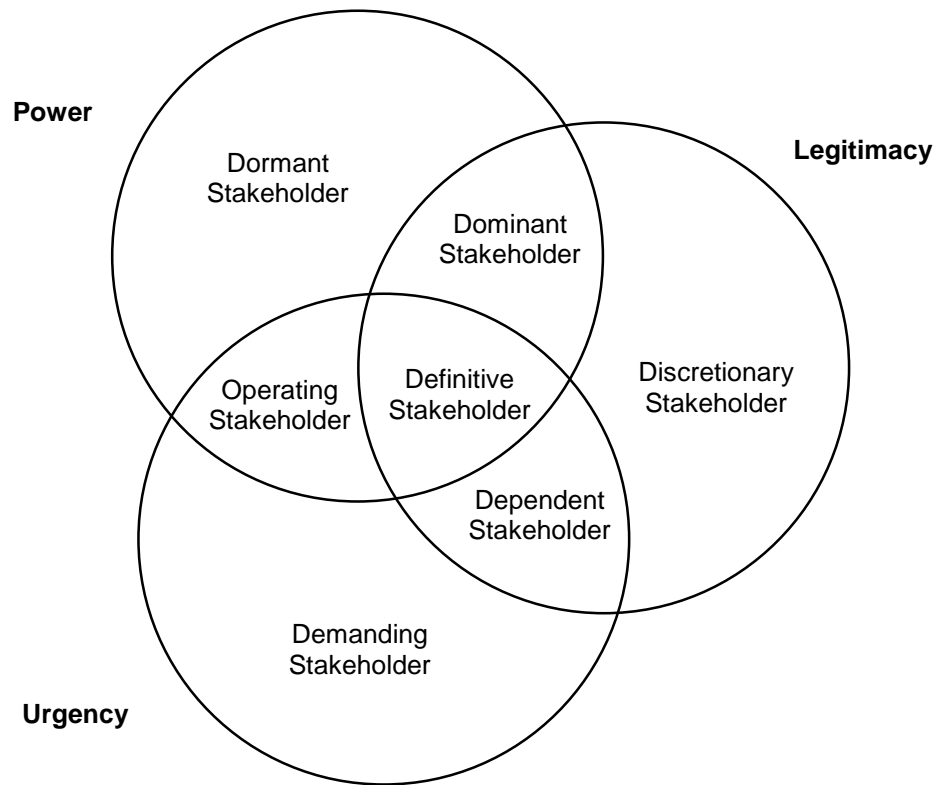 Power
Legitimacy
Dormant
Stakeholder
Dominant
Stakeholder
Operating
Stakeholder
Definitive
Stakeholder
Discretionary
Stakeholder
Dependent
Stakeholder
Demanding
Stakeholder
Urgency